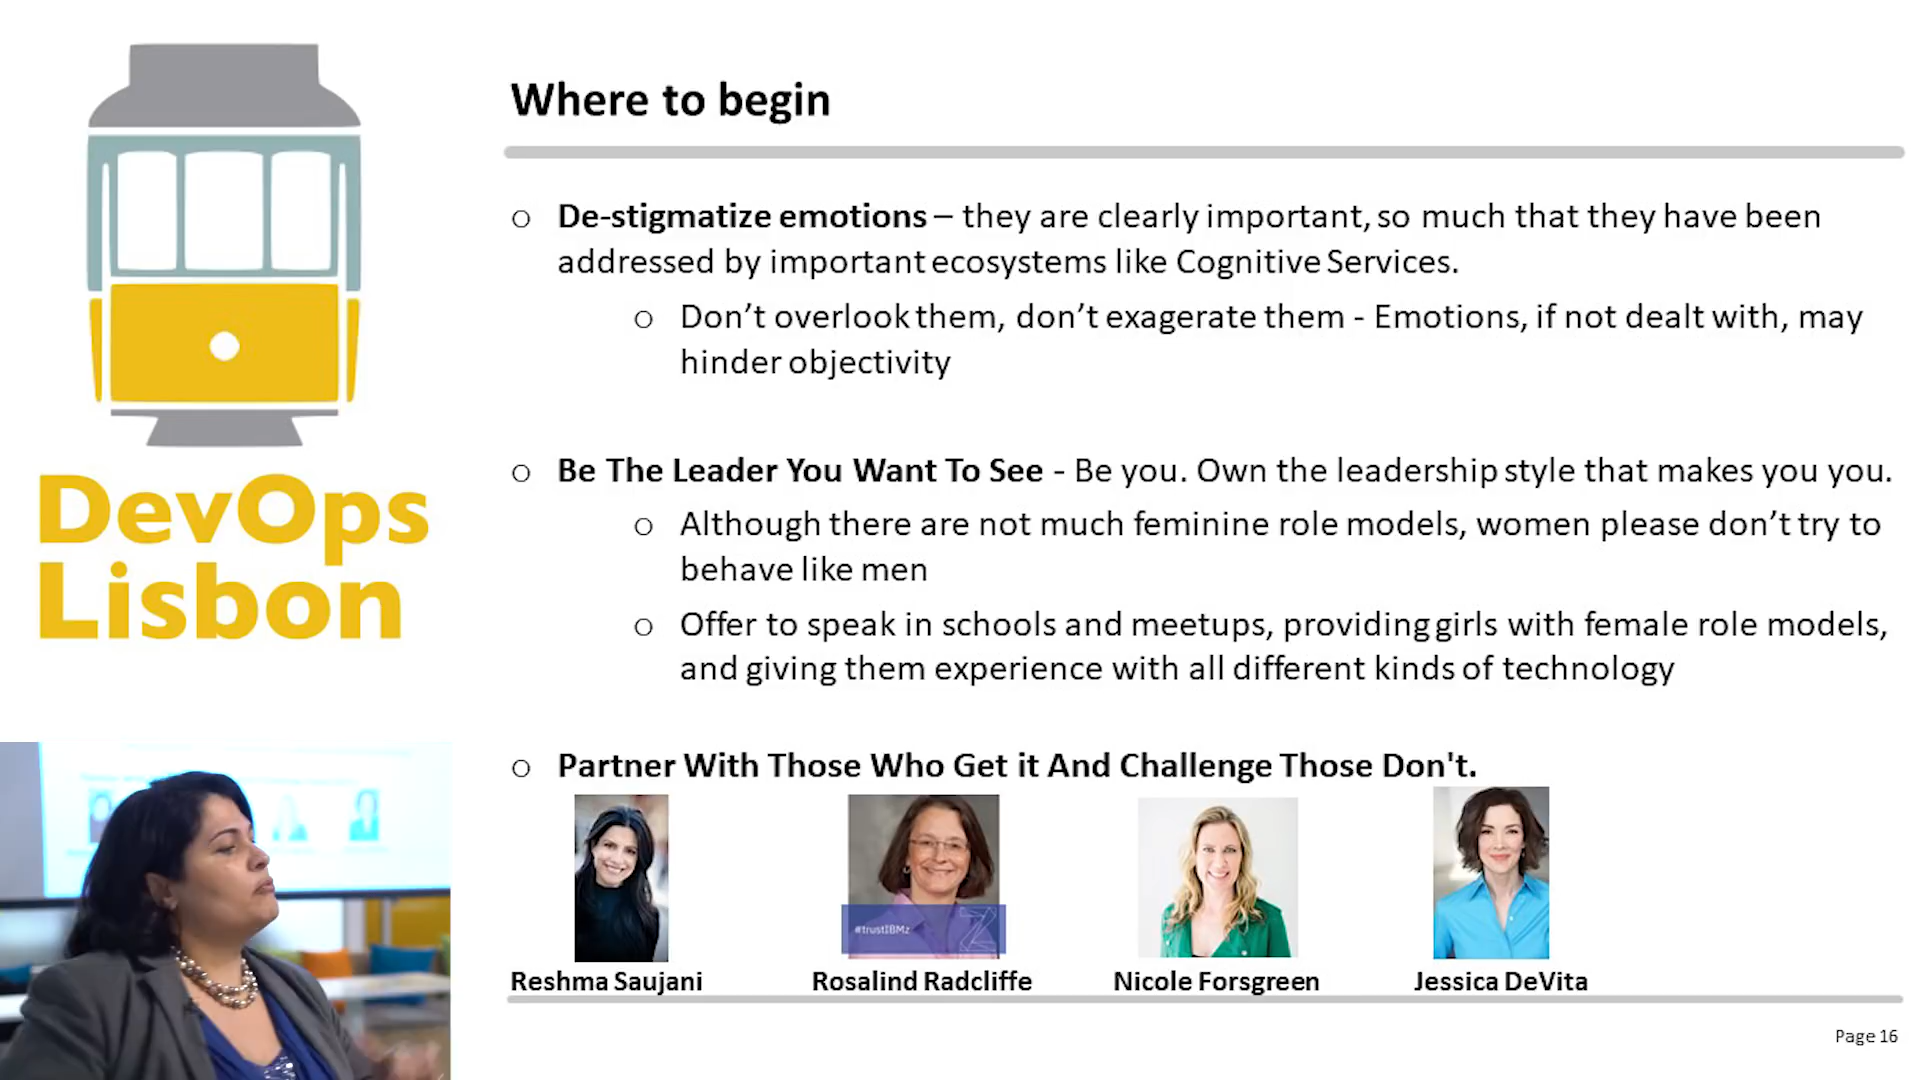 Where to begin
o De-stigmatize emotions – they are clearly important, so much that they have been
addressed by important ecosystems like Cognitive Services.
o Don’t overlook them, don’t exagerate them - Emotions, if not dealt with, may
hinder objectivity
o Be The Leader You Want To See - Be you. Own the leadership style that makes you you.
o Although there are not much feminine role models, women please don’t try to
behave like men
o Offer to speak in schools and meetups, providing girls with female role models,
and giving them experience with all different kinds of technology
o Partner With Those Who Get it And Challenge Those Don't.
#trustIBMz
Reshma Saujani Rosalind Radcliffe Nicole Forsgreen Jessica DeVita
Page 16
DevOps
Lisbon